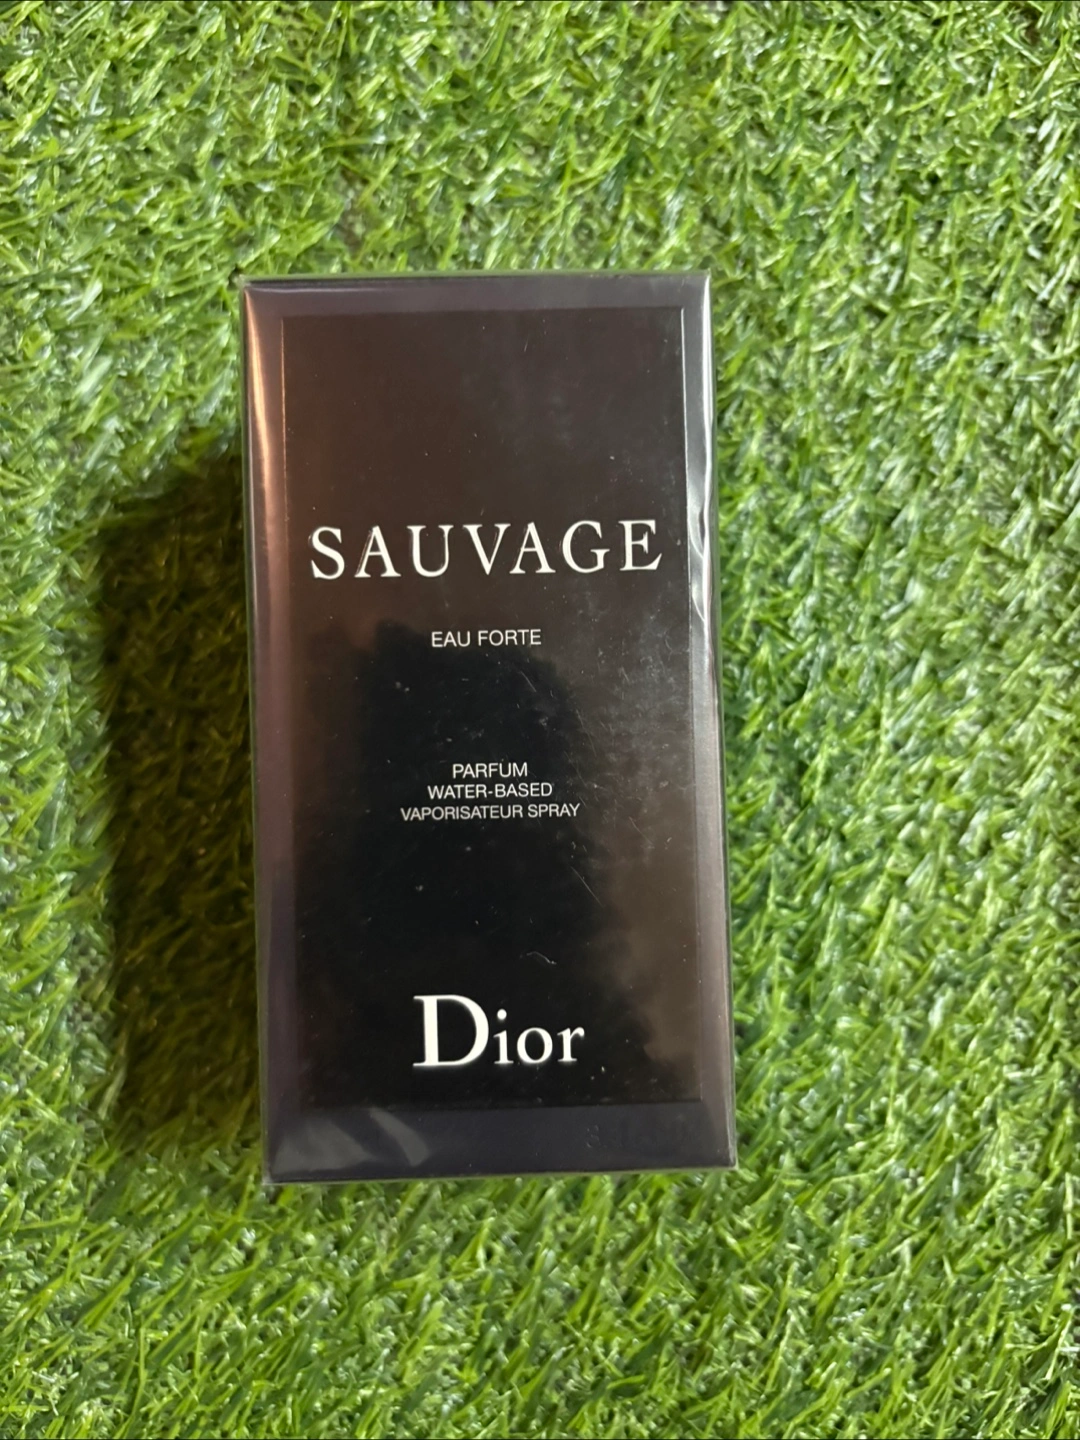 SAUVAGE
EAU FORTE
PARFUM
WATER-BASED
VAPORISATEUR SPRAY
Dior